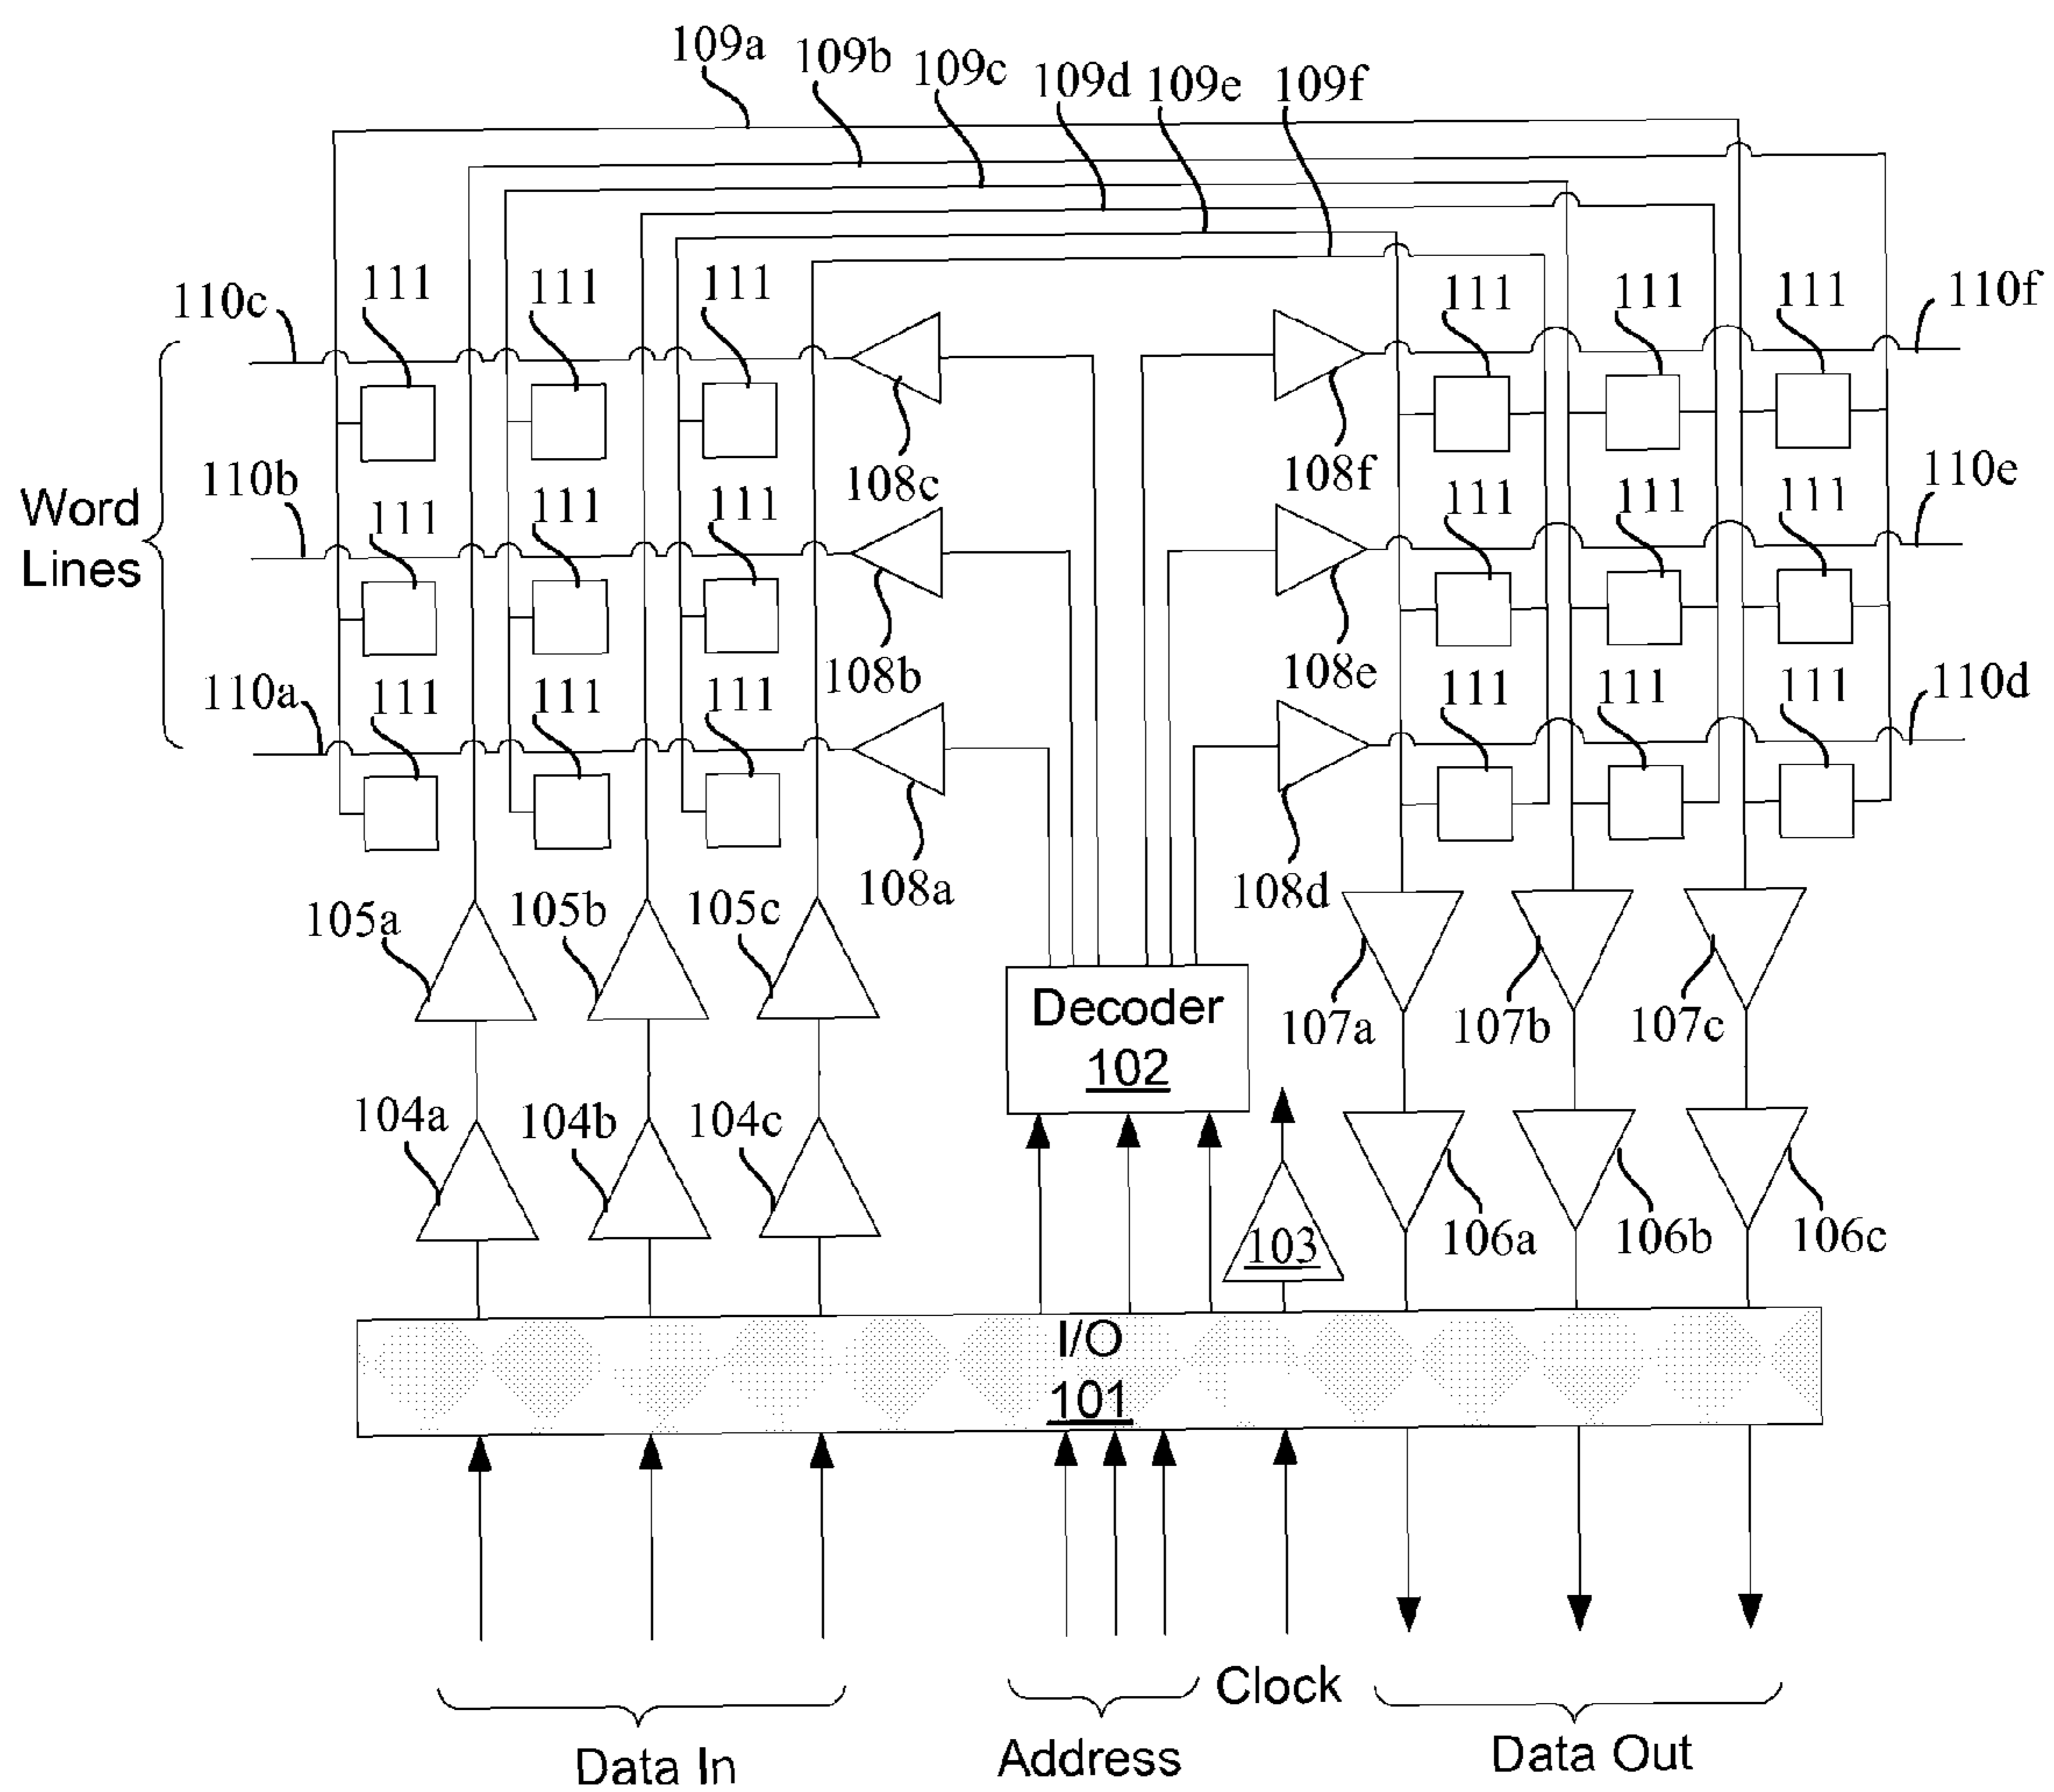 109a 109b 109c 109d 109e 109f
110c 111 111 111 111 111 111 110f
108c 108f
110b 111 111 111 111 111 111 110e
Word
Lines
108b 108e
110a 111 111 111 111 111 111 110d
108a 108d
105a 105b 105c
Decoder
102
107a 107b 107c
104a 104b 104c
103
106a 106b 106c
I/O
101
Clock
Data In
Address
Data Out